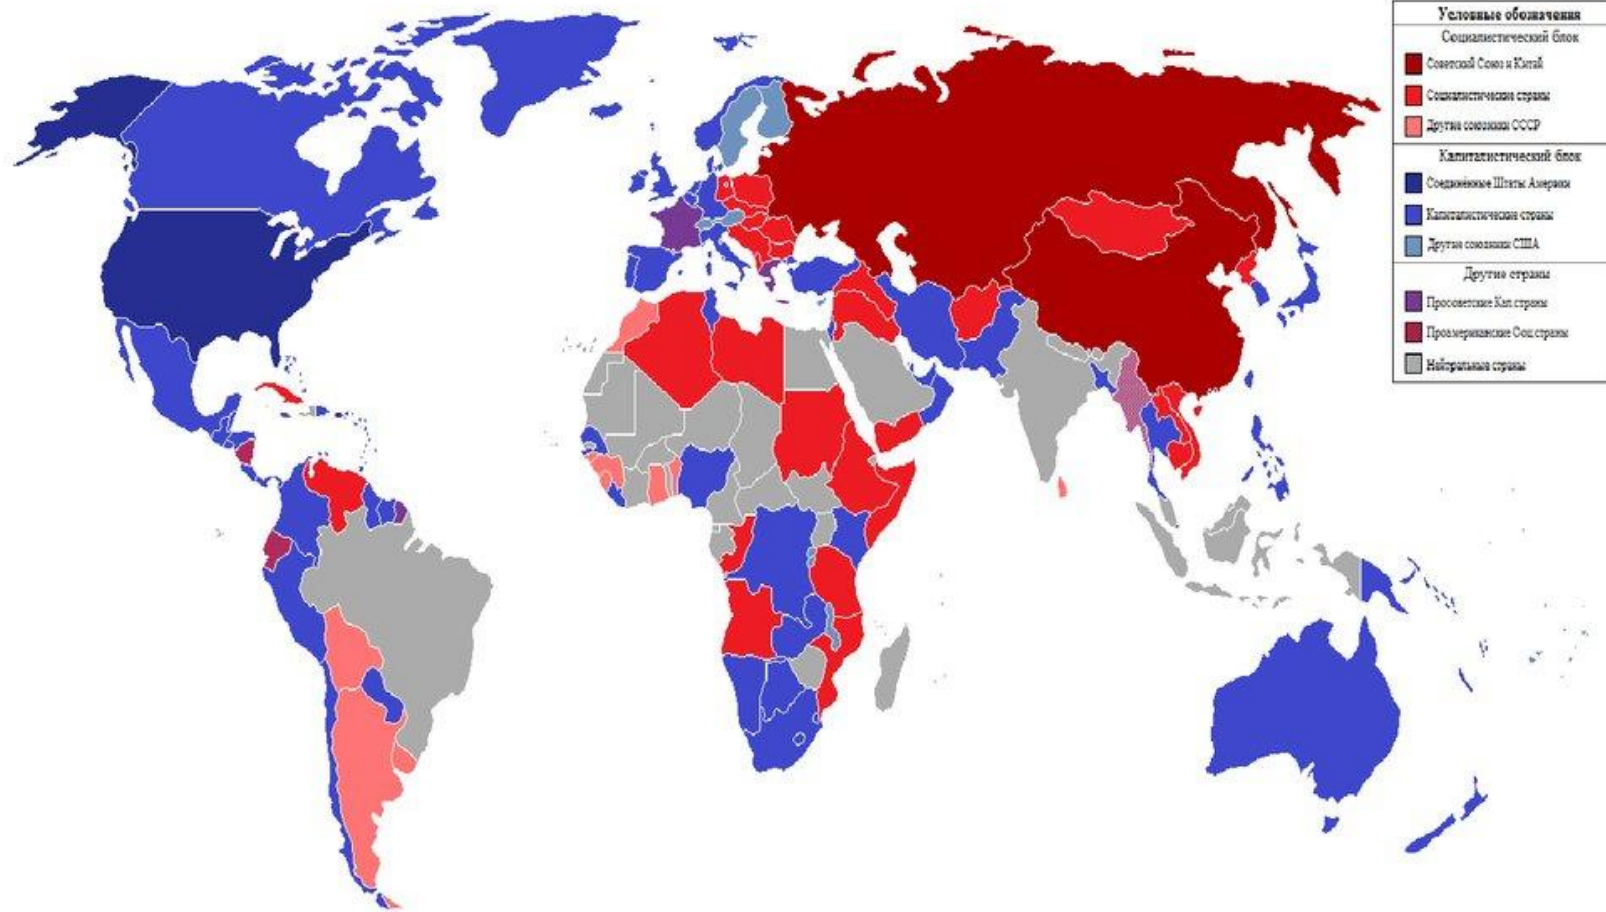 Условные обозначения
Социалистический блок
Советский Союз и Китай
Социалистические страны
Другие союзники СССР
Капиталистический блок
Соединённые Штаты Америки
Капиталистические страны
Другие союзники США
Другие страны
Просоветские Кап.страны
Проамериканские Соц.страны
Нейтральные страны